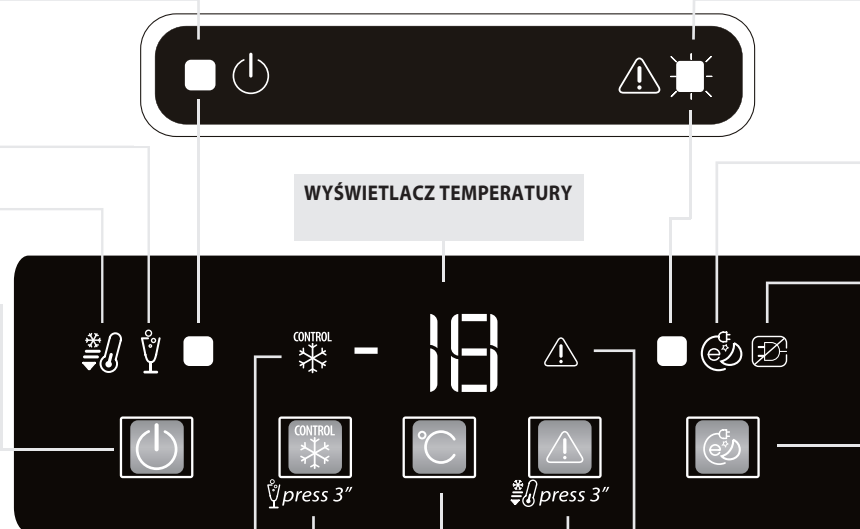 WYŚWIETLACZ TEMPERATURY
CONTROL
-18
CONTROL
°C
press 3”
press 3”